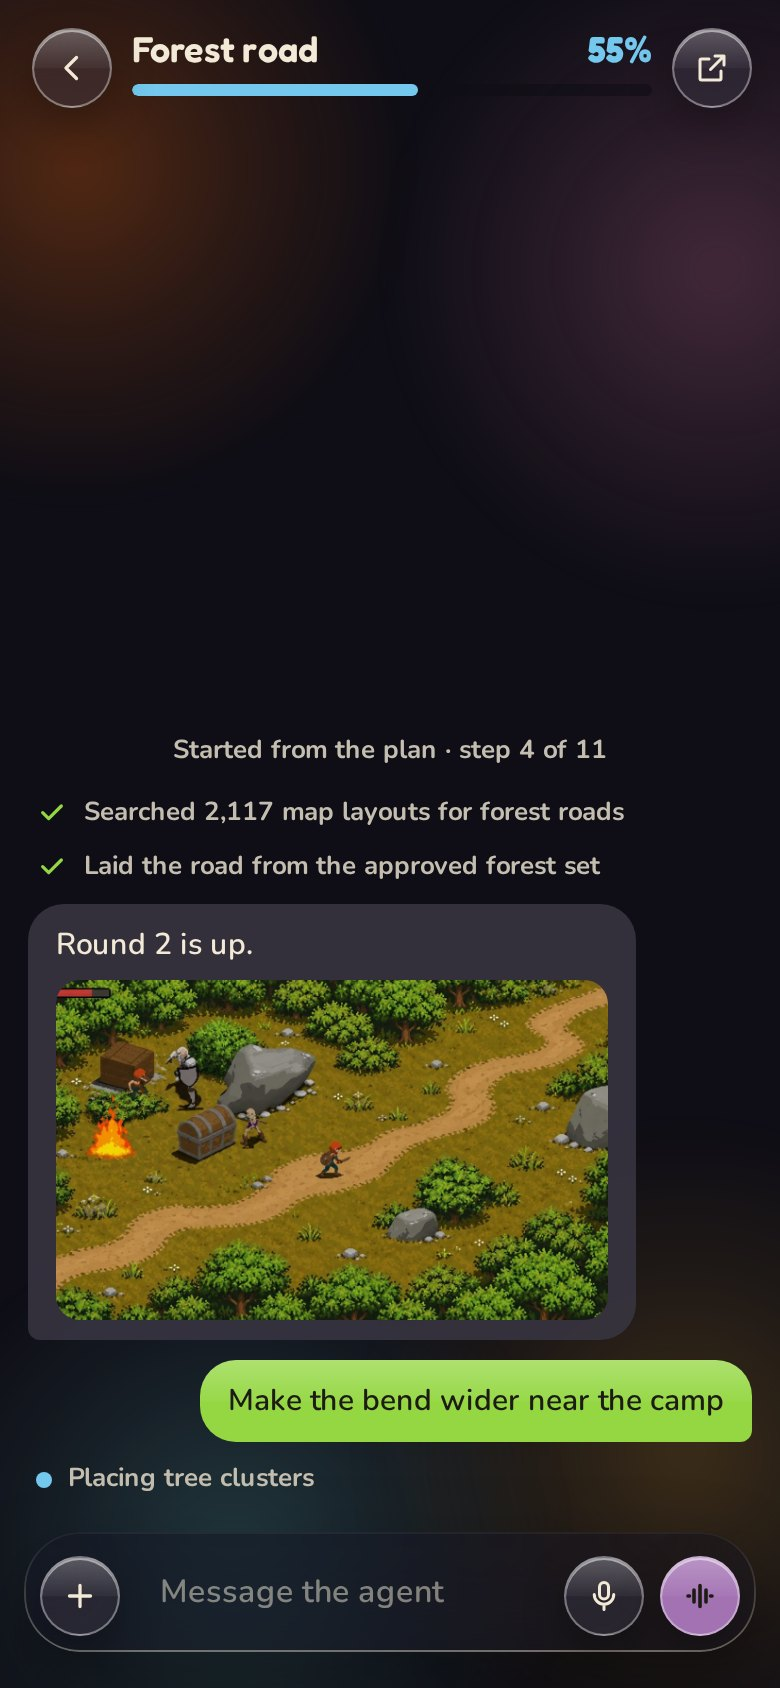 Forest road
55%
Started from the plan · step 4 of 11
Searched 2,117 map layouts for forest roads
Laid the road from the approved forest set
Round 2 is up.
Make the bend wider near the camp
Placing tree clusters
Message the agent